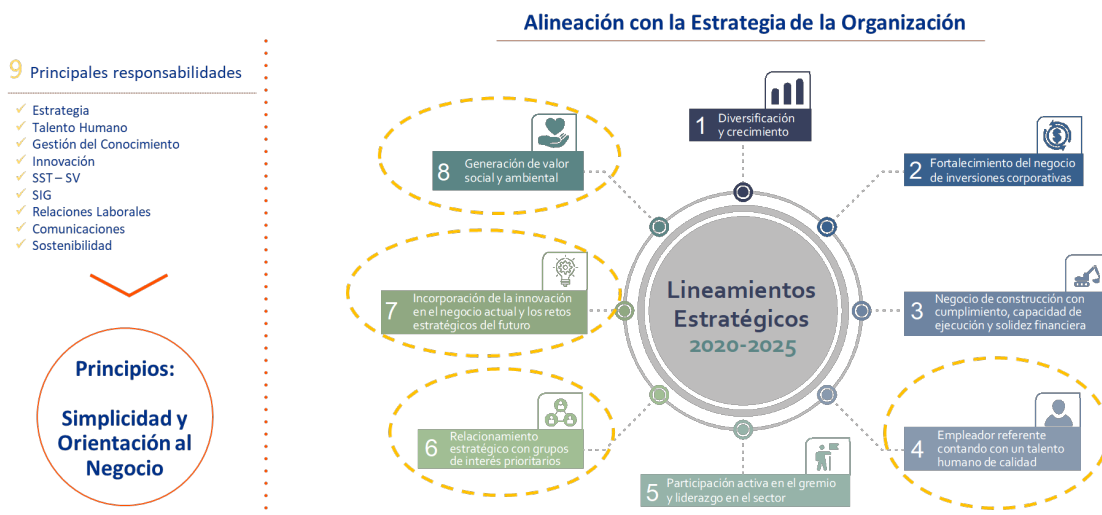 Alineación con la Estrategia de la Organización
9 Principales responsabilidades
✓ Estrategia
✓ Talento Humano
✓ Gestión del Conocimiento
✓ Innovación
✓ SST – SV
✓ SIG
✓ Relaciones Laborales
✓ Comunicaciones
✓ Sostenibilidad
Principios:
Simplicidad y
Orientación al
Negocio
Lineamientos
Estratégicos
2020-2025
1
Diversificación
y crecimiento
2
Fortalecimiento del negocio
de inversiones corporativas
3
Negocio de construcción con
cumplimiento, capacidad de
ejecución y solidez financiera
4
Empleador referente
contando con un talento
humano de calidad
5
Participación activa en el gremio
y liderazgo en el sector
6
Relacionamiento
estratégico con grupos
de interés prioritarios
7
Incorporación de la innovación
en el negocio actual y los retos
estratégicos del futuro
8
Generación de valor
social y ambiental